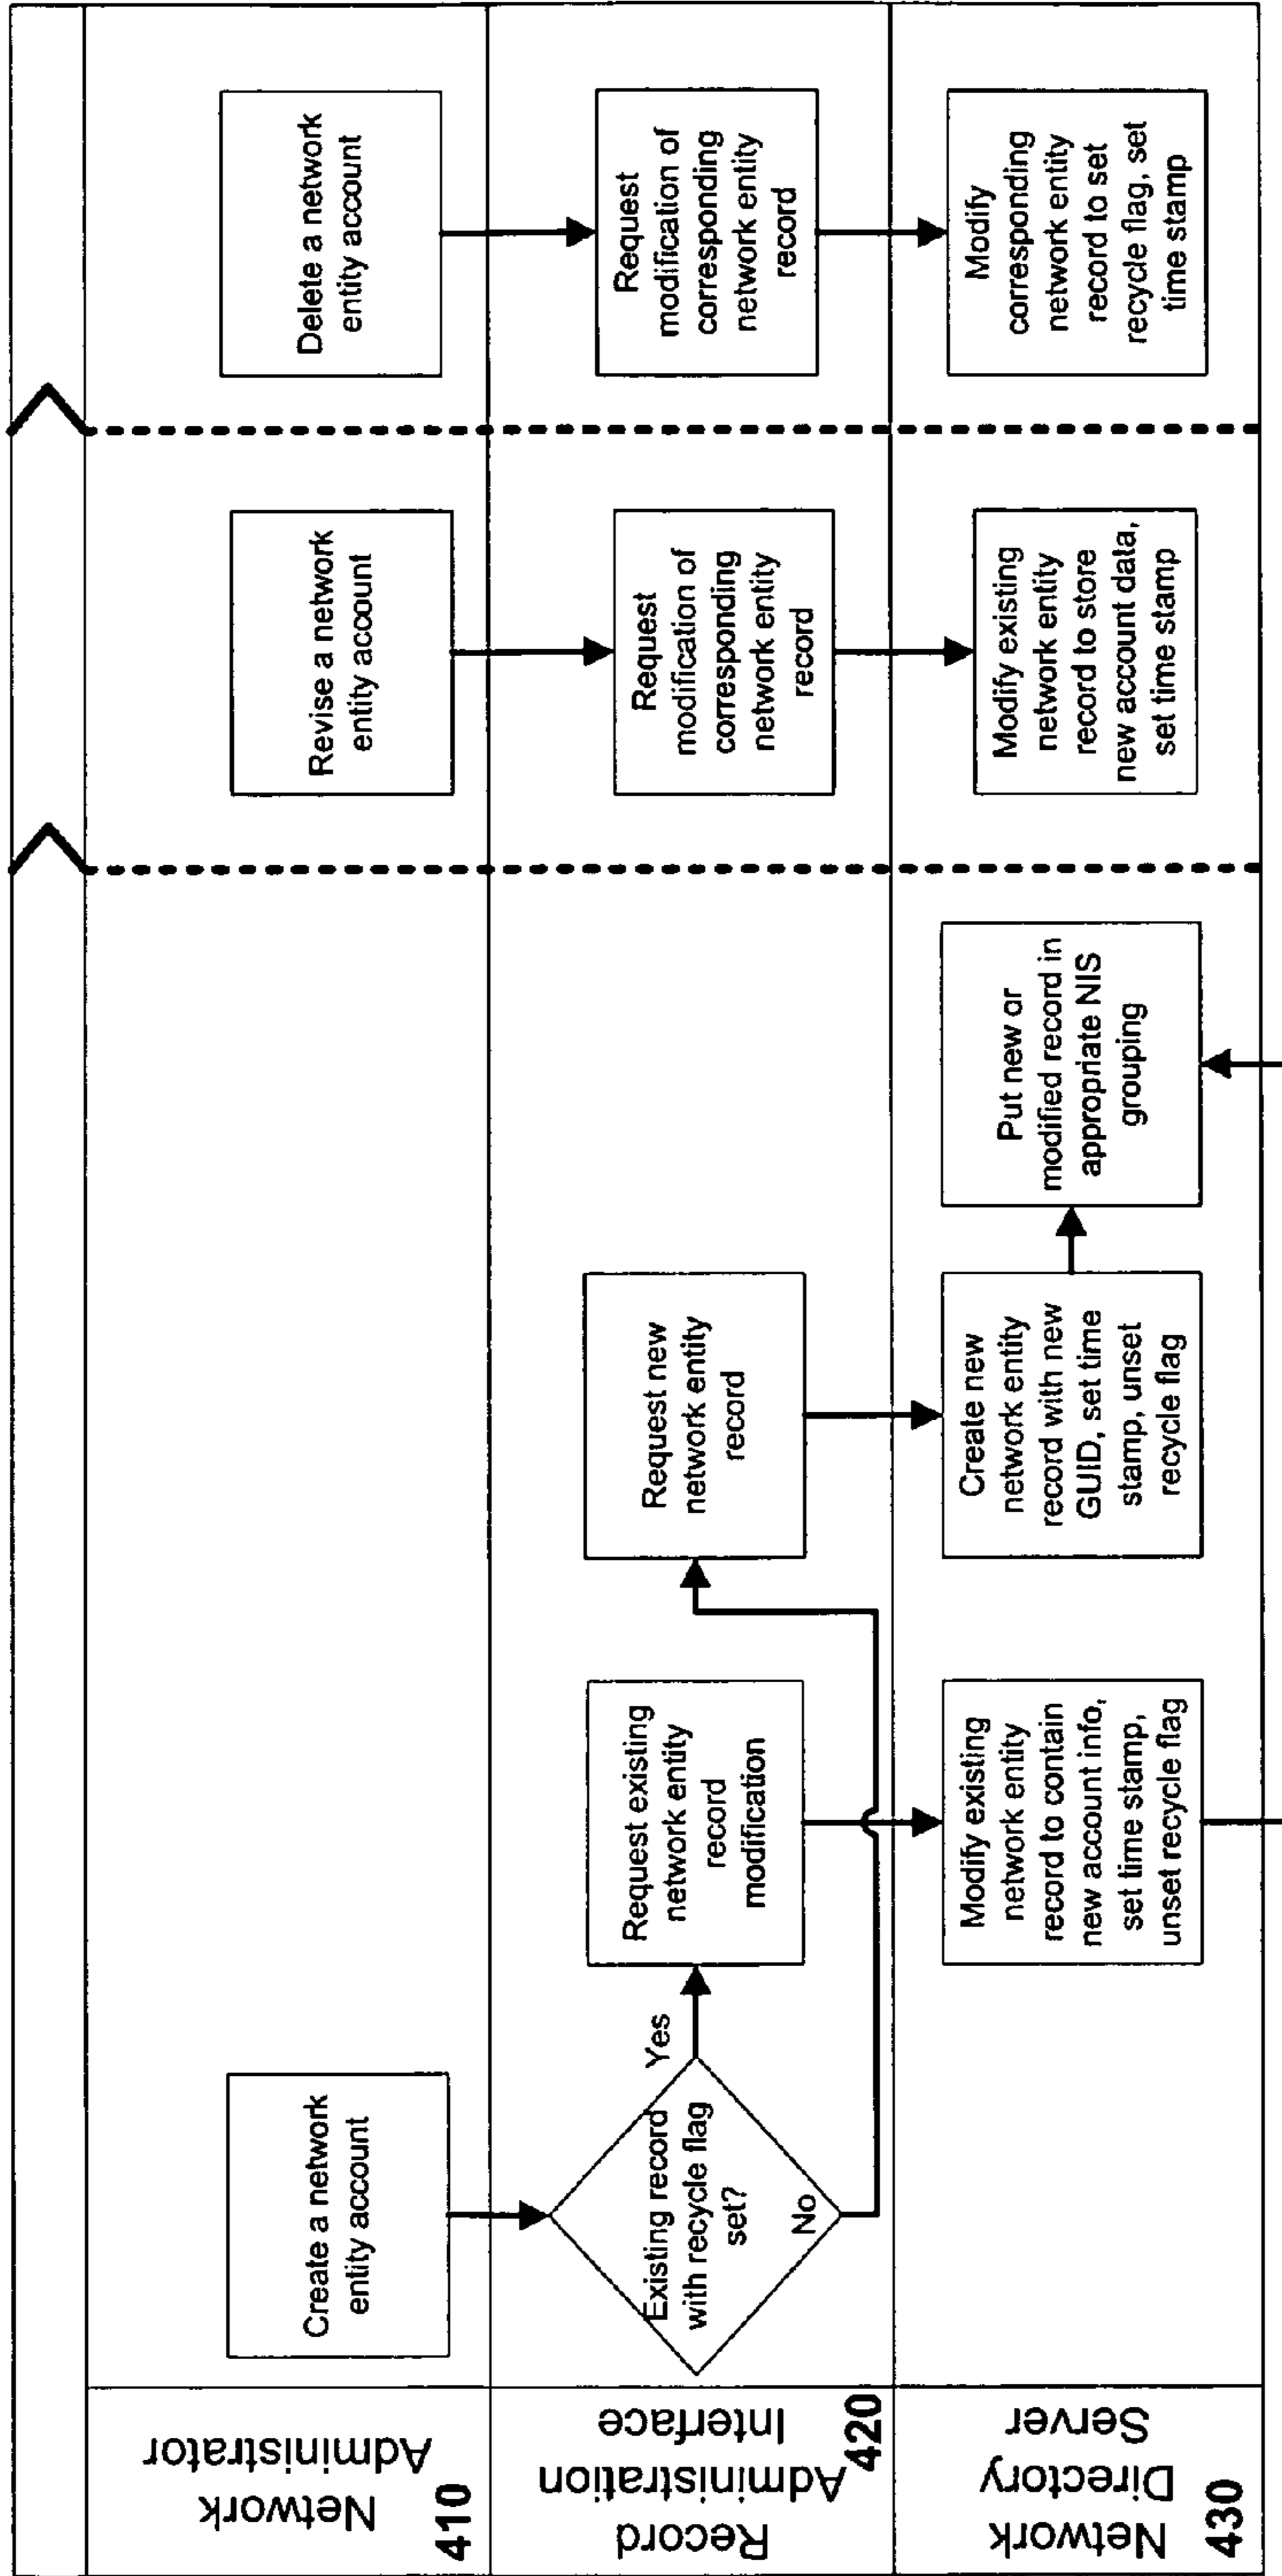 Network
Administrator
410
Create a network
entity account
Revise a network
entity account
Delete a network
entity account
Record
Administration
Interface
420
Existing record
with recycle flag
set?
Yes
No
Request existing
network entity
record
modification
Request new
network entity
record
Request
modification of
corresponding
network entity
record
Request
modification of
corresponding
network entity
record
Network
Directory
Server
430
Modify existing
network entity
record to contain
new account info,
set time stamp,
unset recycle flag
Create new
network entity
record with new
GUID, set time
stamp, unset
recycle flag
Put new or
modified record in
appropriate NIS
grouping
Modify existing
network entity
record to store
new account data,
set time stamp
Modify
corresponding
network entity
record to set
recycle flag, set
time stamp